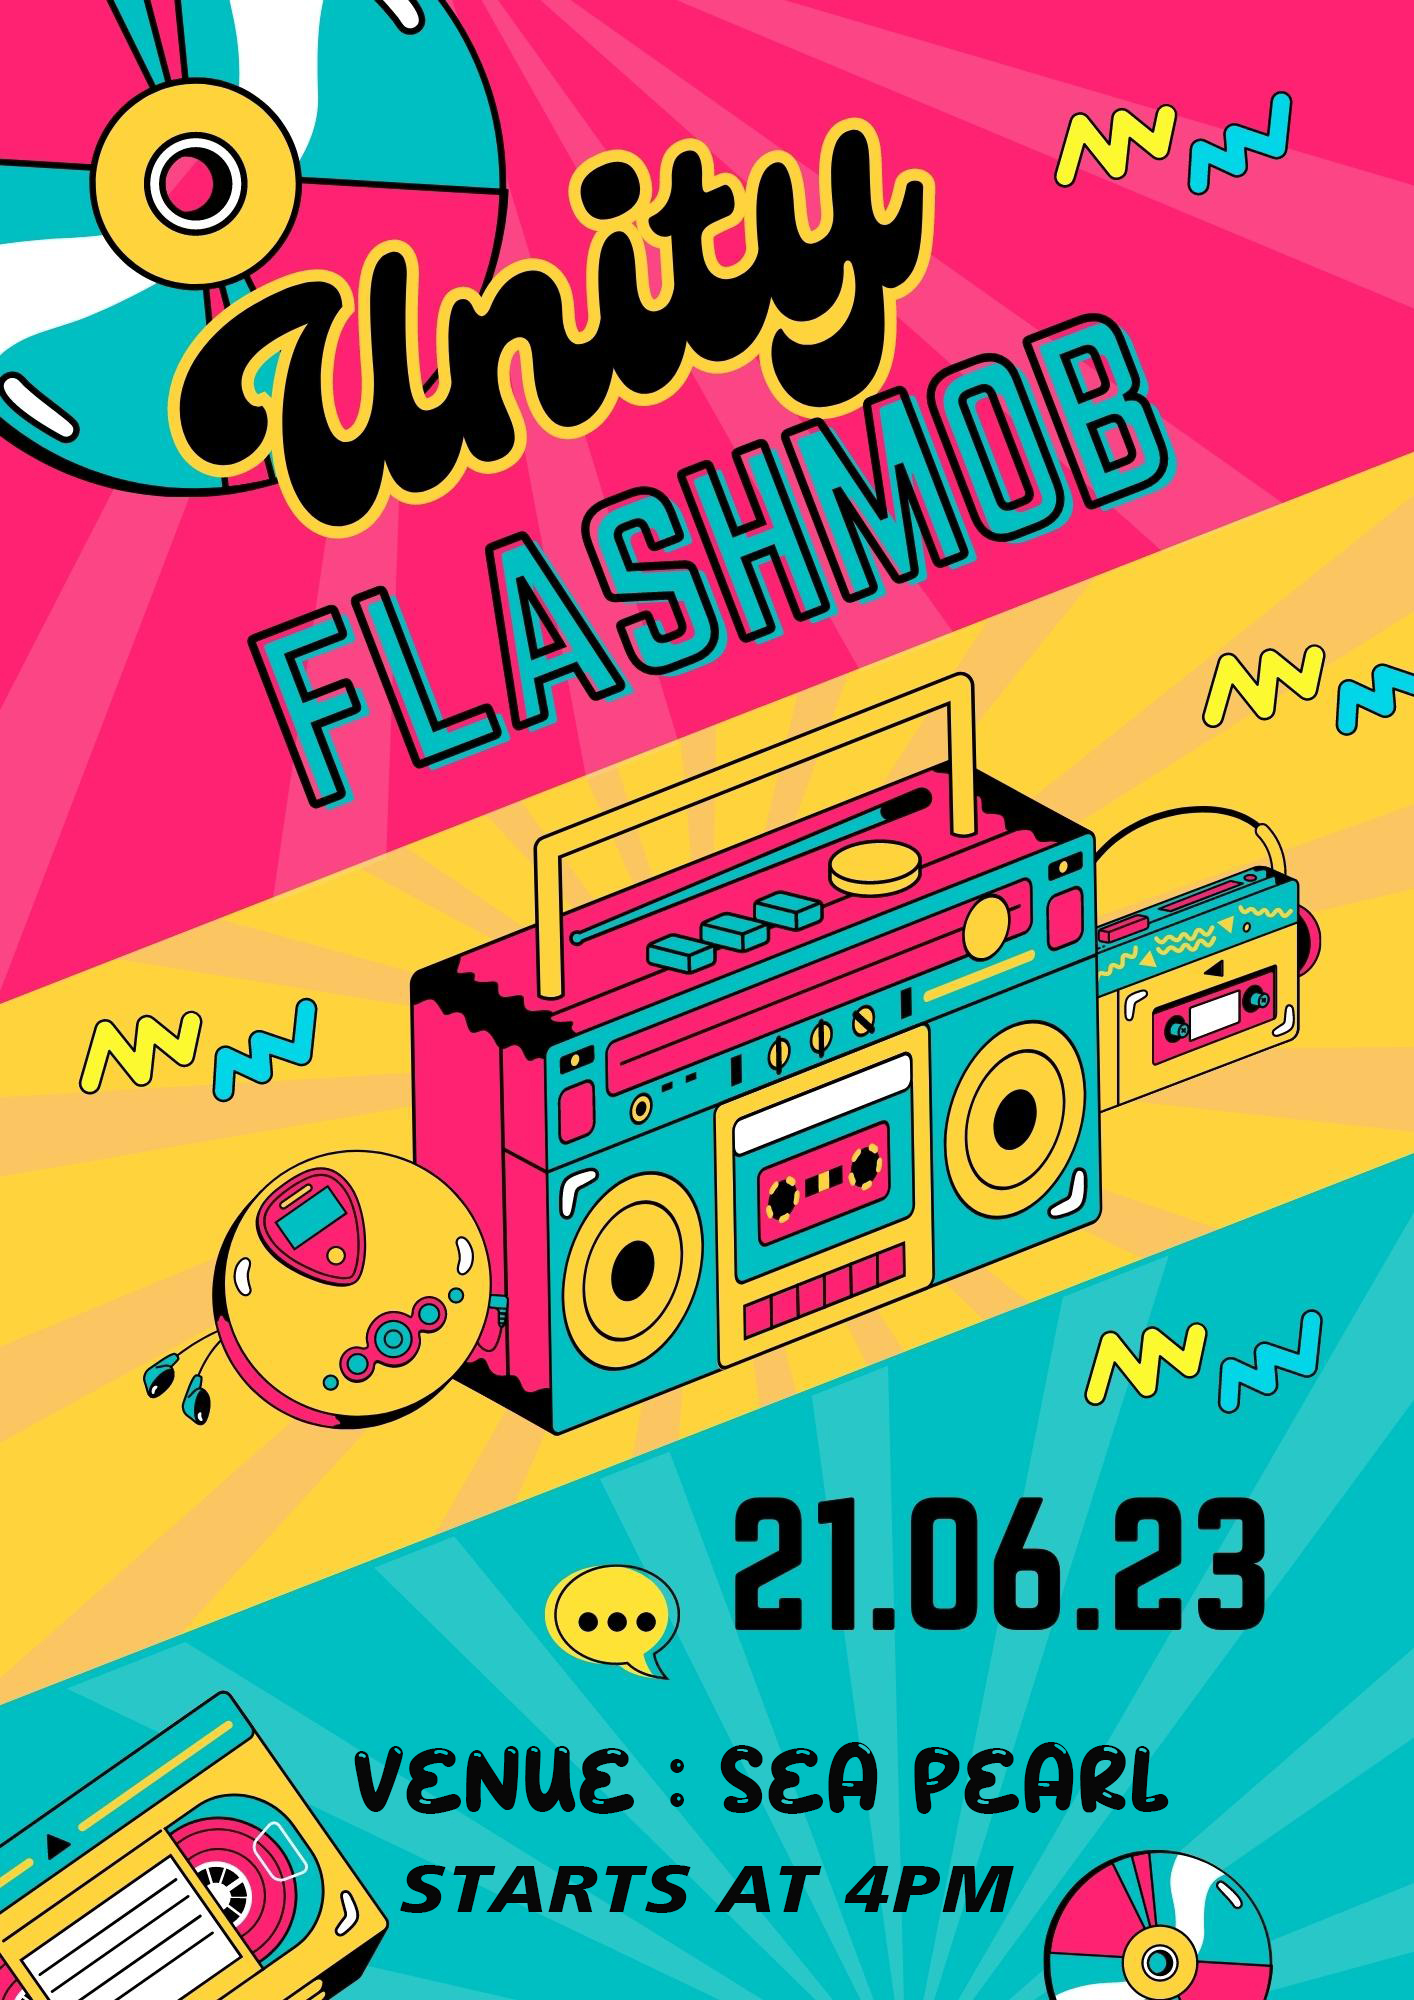 Unity
FLASHMOB
21.06.23
VENUE : SEA PEARL
STARTS AT 4PM